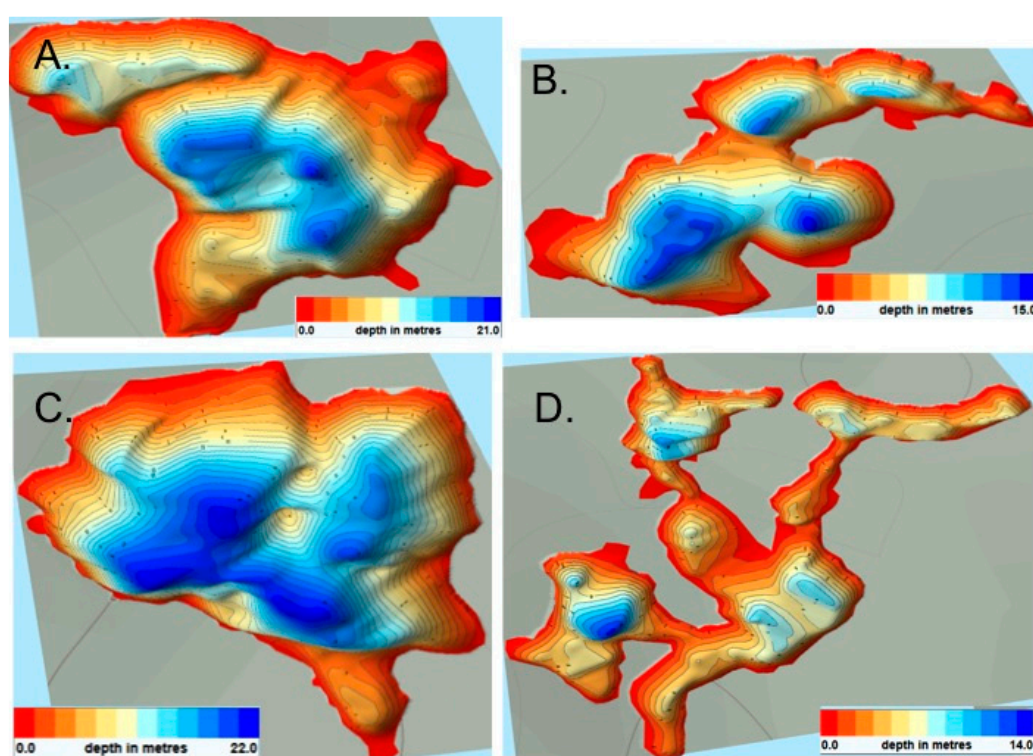 A.
0.0 depth in metres 21.0
B.
0.0 depth in metres 15.0
C.
0.0 depth in metres 22.0
D.
0.0 depth in metres 14.0